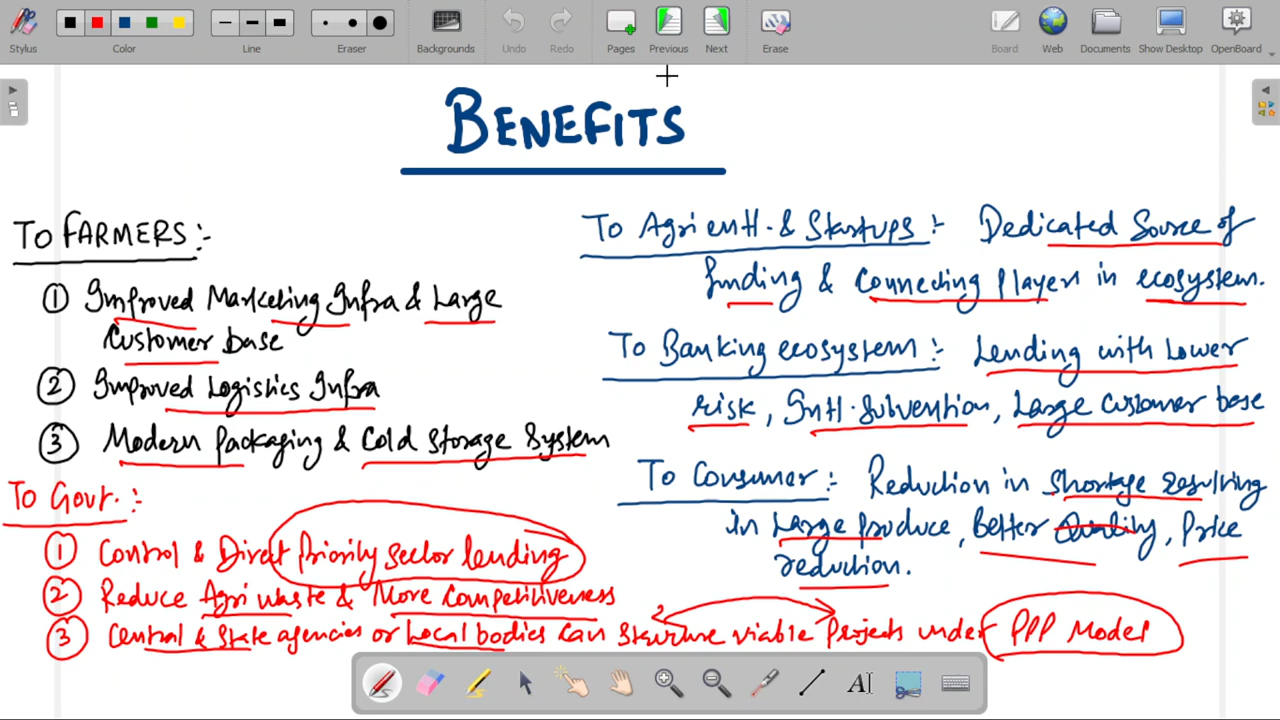 Stylus
Color
Line
Eraser
Backgrounds
Undo
Redo
Pages
Previous
Next
Erase
Board
Web
Documents
Show Desktop
OpenBoard
BENEFITS
To FARMERS :-
① Improved Marketing Infra & Large
Customer base
② Improved Logistics Infra
③ Modern Packaging & Cold Storage System
To Govt. :-
① Control & Direct Priority sector lending
② Reduce Agri waste & More Competitiveness
③ Central & State agencies or Local bodies can structure viable Projects under PPP Model
To Agri entt. & Startups :- Dedicated Source of
funding & Connecting Player in ecosystem.
To Banking ecosystem :- Lending with Lower
risk, Intt. Subvention, Large customer base
To Consumer :- Reduction in shortage resulting
in Large produce, Better Quality, Price
reduction.